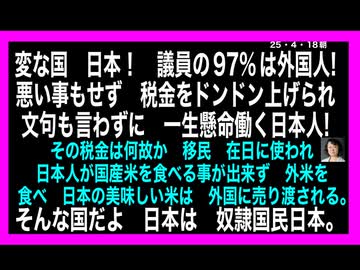 25・4・18朝
変な国　日本！　議員の97%は外国人!
悪い事もせず　税金をドンドン上げられ
文句も言わずに　一生懸命働く日本人!
その税金は何故か　移民　在日に使われ
日本人が国産米を食べる事が出来ず　外米を
食べ　日本の美味しい米は　外国に売り渡される。
そんな国だよ　日本は　奴隷国民日本。